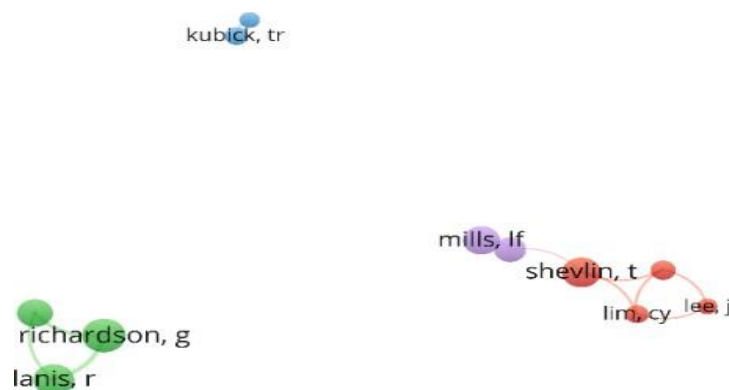 kubick, tr
mills, lf
shevlin, t
lee, j
lim, cy
richardson, g
lanis, r